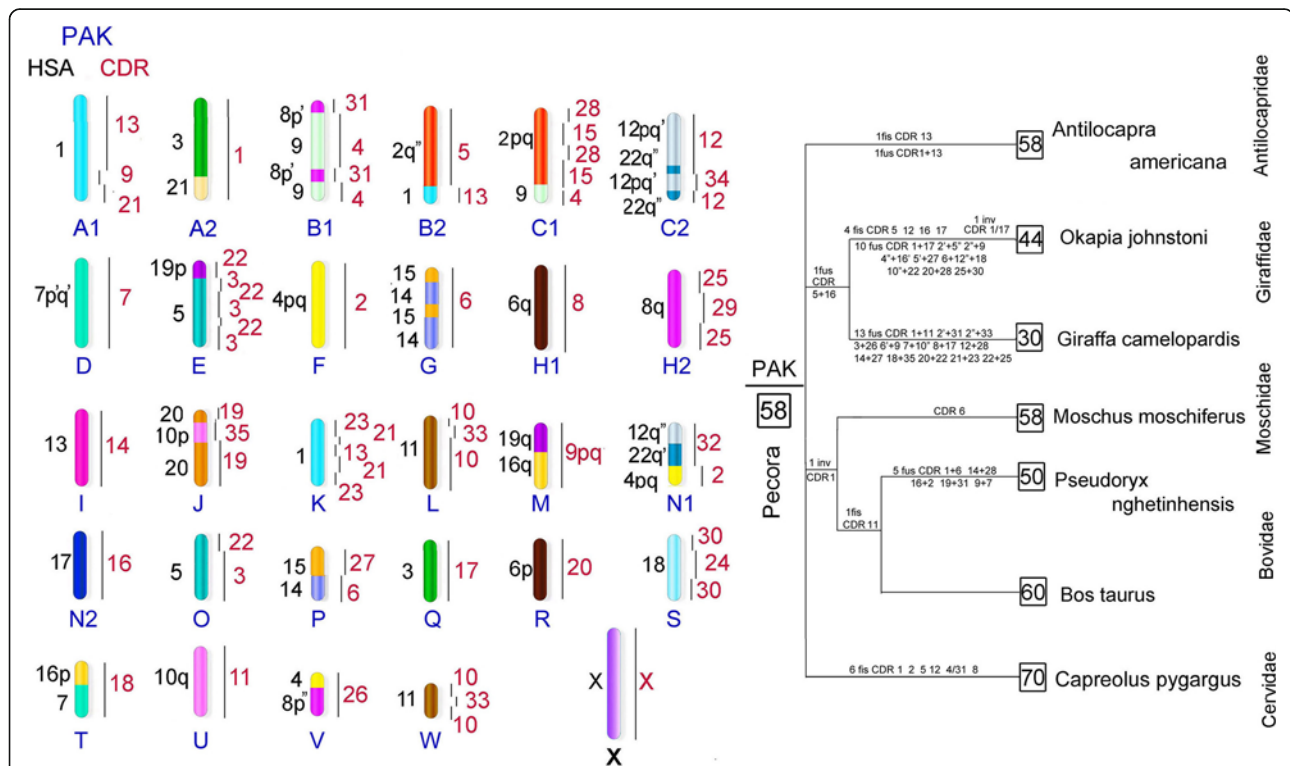 PAK
HSA CDR
1 13 9 21 A1
3 21 1 A2
8p' 9 8p' 9 31 4 31 4 B1
2q" 1 5 13 B2
2pq 9 28 15 28 15 4 C1
12pq' 22q" 12pq' 22q" 12 34 12 C2
7p'q' 7 D
19p 5 22 3 22 3 22 3 E
4pq 2 F
15 14 15 14 6 G
6q 8 H1
8q 25 29 25 H2
13 14 I
20 10p 20 19 35 19 J
1 23 21 13 21 23 K
11 10 33 10 L
19q 16q 9pq M
12q" 22q' 4pq 32 2 N1
17 16 N2
5 22 3 O
15 14 27 6 P
3 17 Q
6p 20 R
18 30 24 30 S
16p 7 18 T
10q 11 U
4 8p" 26 V
11 10 33 10 W
X X X
PAK
58
Pecora
1fis CDR 13
1fus CDR1+13
58 Antilocapra
americana
Antilocapridae
1fus
CDR
5+16
4 fis CDR 5 12 16 17
1 inv
CDR 1/17
10 fus CDR 1+17 2'+5" 2"+9
4"+16' 5'+27 6+12"+18
10"+22 20+28 25+30
44 Okapia johnstoni
Giraffidae
13 fus CDR 1+11 2'+31 2"+33
3+26 6'+9 7+10" 8+17 12+28
14+27 18+35 20+22 21+23 22+25
30 Giraffa camelopardis
1 inv
CDR1
CDR 6
58 Moschus moschiferus
Moschidae
1fis
CDR 11
5 fus CDR 1+6 14+28
16+2 19+31 9+7
50 Pseudoryx
nghetinhensis
Bovidae
60 Bos taurus
6 fis CDR 1 2 5 12 4/31 8
70 Capreolus pygargus
Cervidae